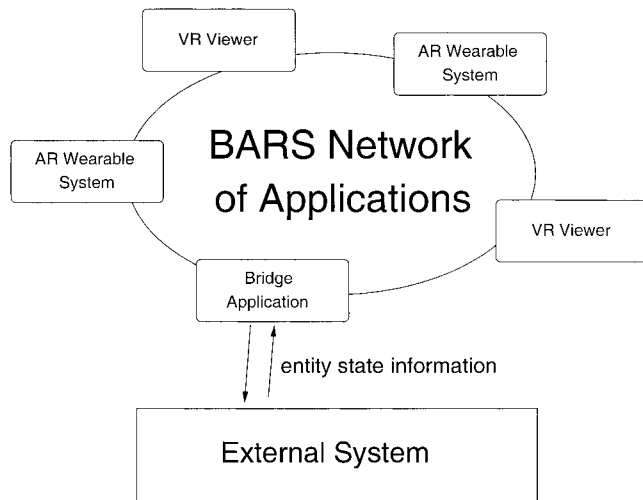 VR Viewer
AR Wearable
System
BARS Network
of Applications
AR Wearable
System
VR Viewer
Bridge
Application
entity state information
External System